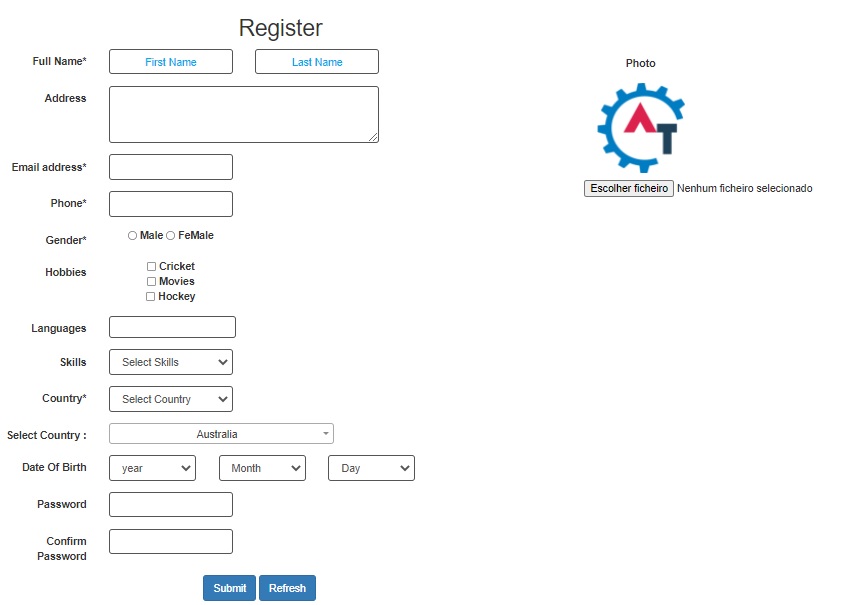 Register
Full Name* First Name Last Name
Photo
Address
AT
Email address*
Escolher ficheiro Nenhum ficheiro selecionado
Phone*
Gender* Male FeMale
Hobbies Cricket
Movies
Hockey
Languages
Skills Select Skills
Country* Select Country
Select Country : Australia
Date Of Birth year Month Day
Password
Confirm
Password
Submit Refresh